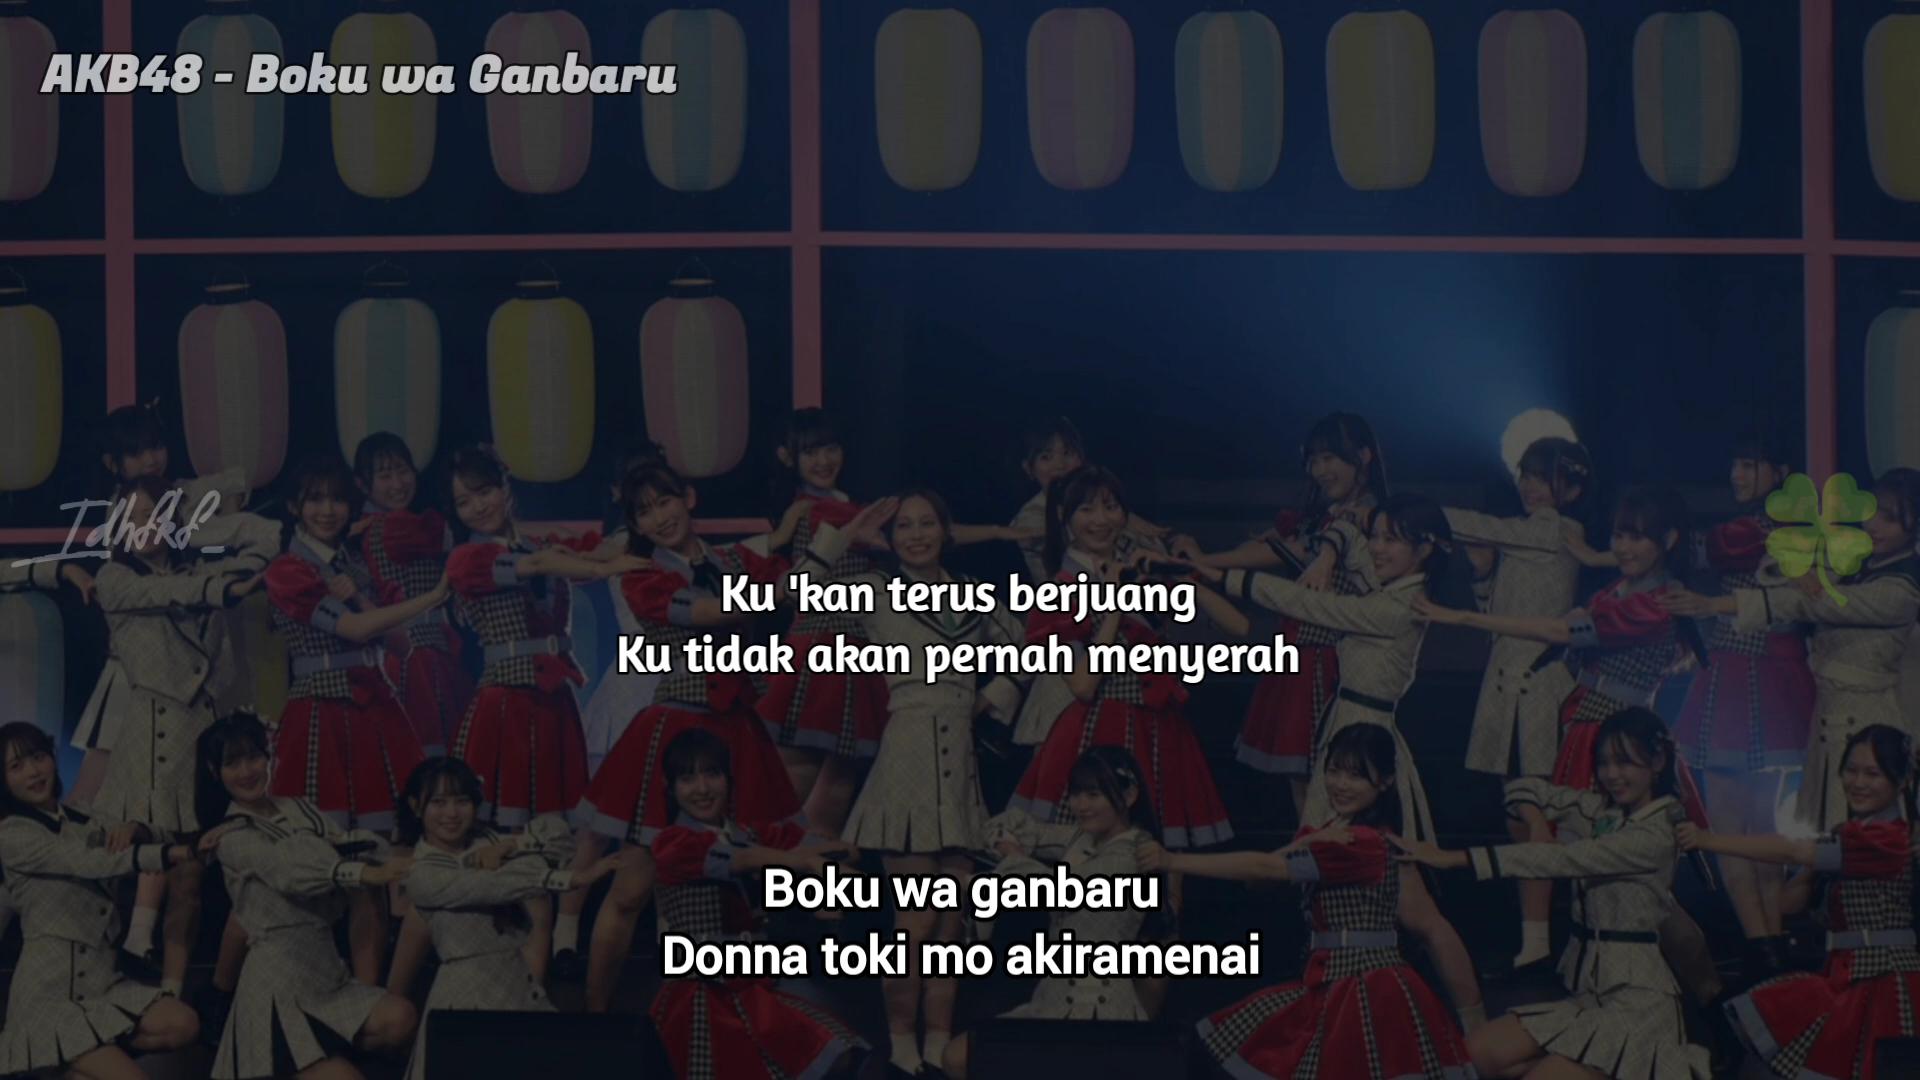 AKB48 - Boku wa Ganbaru
Idhfkf_
Ku 'kan terus berjuang
Ku tidak akan pernah menyerah
Boku wa ganbaru
Donna toki mo akiramenai